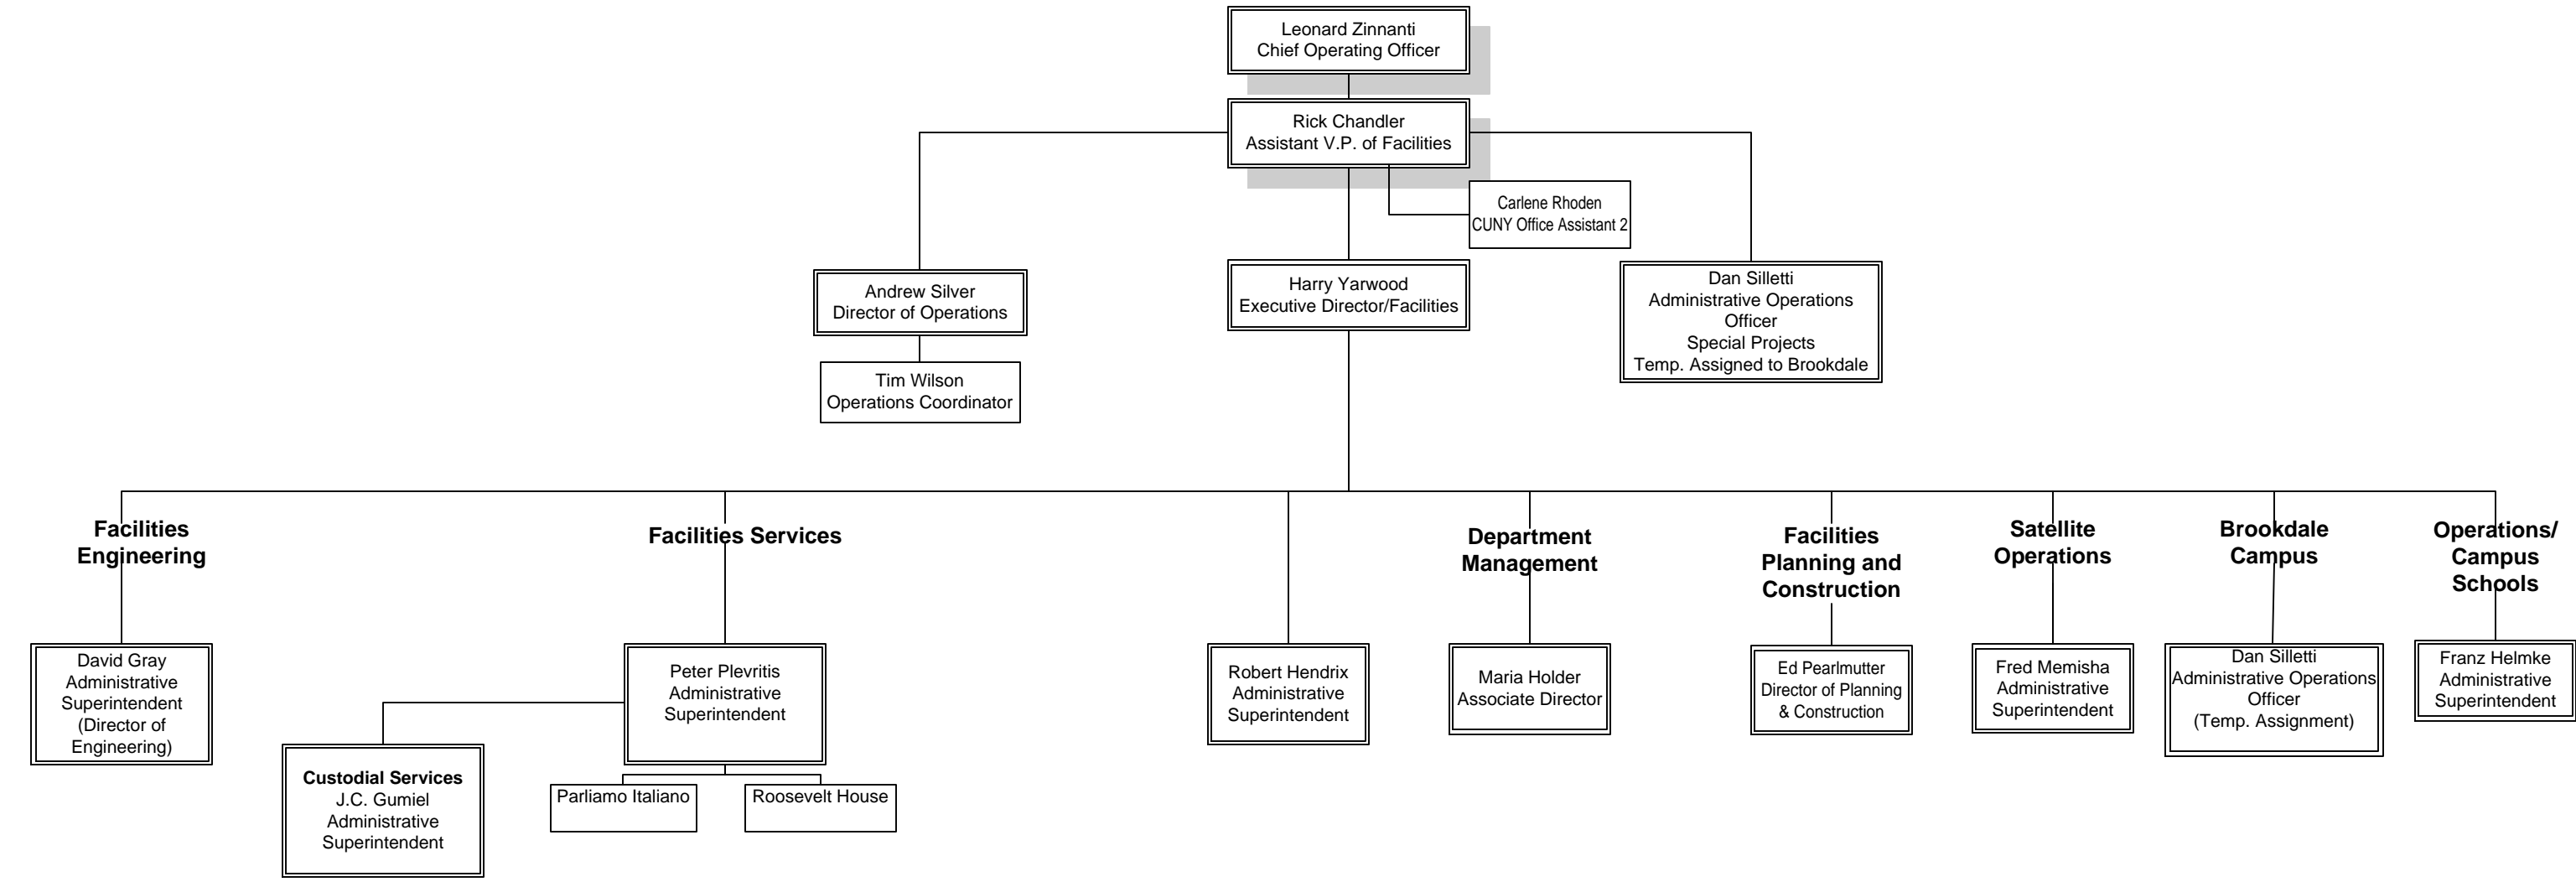 Leonard Zinnanti
Chief Operating Officer
Rick Chandler
Assistant V.P. of Facilities
Carlene Rhoden
CUNY Office Assistant 2
Andrew Silver
Director of Operations
Harry Yarwood
Executive Director/Facilities
Dan Silletti
Administrative Operations
Officer
Special Projects
Temp. Assigned to Brookdale
Tim Wilson
Operations Coordinator
Facilities
Engineering
Facilities Services
Department
Management
Facilities
Planning and
Construction
Satellite
Operations
Brookdale
Campus
Operations/
Campus
Schools
David Gray
Administrative
Superintendent
(Director of
Engineering)
Peter Plevritis
Administrative
Superintendent
Robert Hendrix
Administrative
Superintendent
Maria Holder
Associate Director
Ed Pearlmutter
Director of Planning
& Construction
Fred Memisha
Administrative
Superintendent
Dan Silletti
Administrative Operations
Officer
(Temp. Assignment)
Franz Helmke
Administrative
Superintendent
Custodial Services
J.C. Gumiel
Administrative
Superintendent
Parliamo Italiano
Roosevelt House